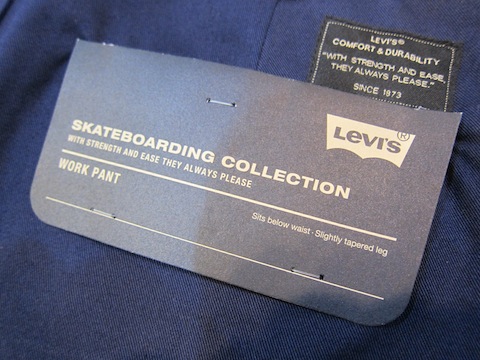 LEVI'S®
COMFORT & DURABILITY
"WITH STRENGTH AND EASE
THEY ALWAYS PLEASE."
SINCE 1873
Levi's®
SKATEBOARDING COLLECTION
WITH STRENGTH AND EASE THEY ALWAYS PLEASE
WORK PANT
Sits below waist · Slightly tapered leg